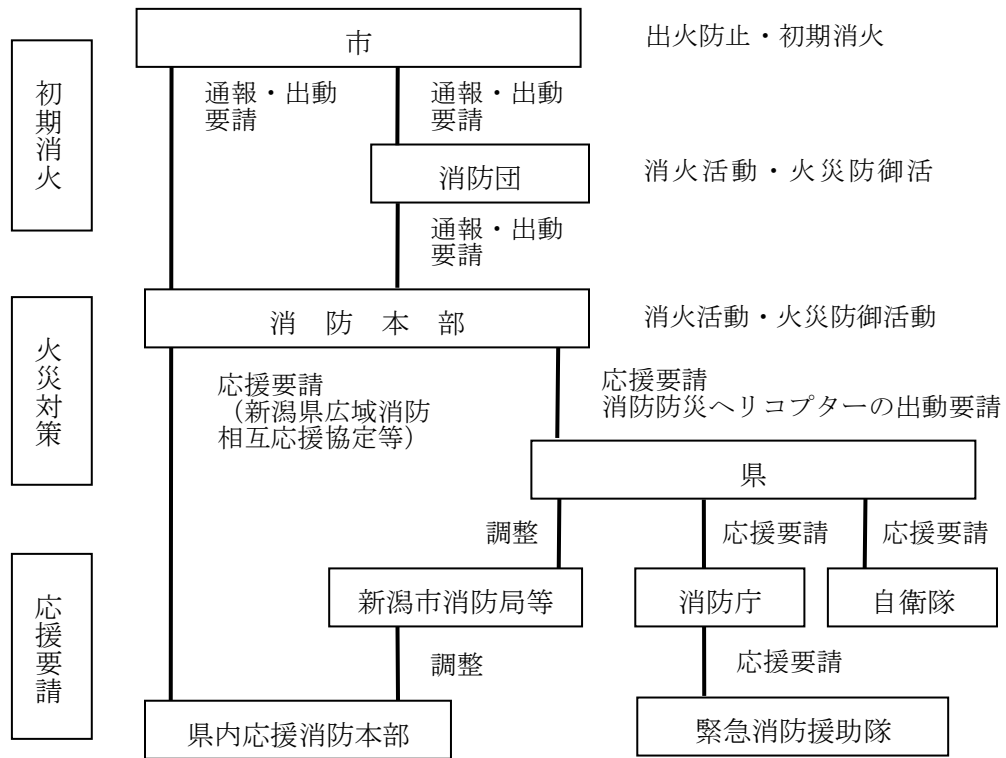 市
出火防止・初期消火
初期消火
通報・出動
要請
通報・出動
要請
消防団
消火活動・火災防御活
通報・出動
要請
消防本部
消火活動・火災防御活動
火災対策
応援要請
（新潟県広域消防
相互応援協定等）
応援要請
消防防災ヘリコプターの出動要請
県
調整
応援要請
応援要請
応援要請
新潟市消防局等
消防庁
自衛隊
調整
応援要請
県内応援消防本部
緊急消防援助隊